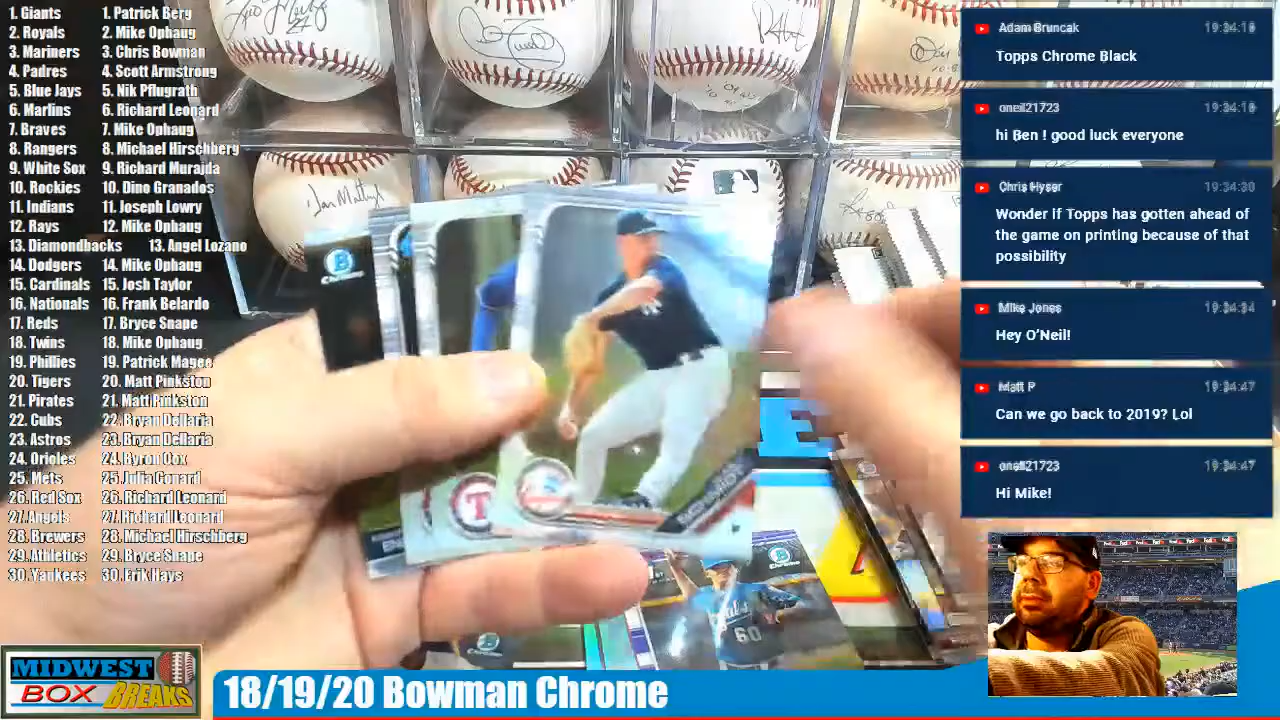 1. Giants 1. Patrick Berg
2. Royals 2. Mike Ophaug
3. Mariners 3. Chris Bowman
4. Padres 4. Scott Armstrong
5. Blue Jays 5. Nik Pflugrath
6. Marlins 6. Richard Leonard
7. Braves 7. Mike Ophaug
8. Rangers 8. Michael Hirschberg
9. White Sox 9. Richard Murajda
10. Rockies 10. Dino Granados
11. Indians 11. Joseph Lowry
12. Rays 12. Mike Ophaug
13. Diamondbacks 13. Angel Lozano
14. Dodgers 14. Mike Ophaug
15. Cardinals 15. Josh Taylor
16. Nationals 16. Frank Belardo
17. Reds 17. Bryce Snape
18. Twins 18. Mike Ophaug
19. Phillies 19. Patrick Magee
20. Tigers 20. Matt Pinkston
21. Pirates 21. Matt Pinkston
22. Cubs 22. Bryan DeRaria
23. Astros 23. Bryan DeRaria
24. Orioles 24. Byron Cox
25. Mets 25. Julia Conard
26. Red Sox 26. Richard Leonard
27. Angels 27. Richard Leonard
28. Brewers 28. Michael Hirschberg
29. Athletics 29. Bryce Snape
30. Yankees 30. Erik Hays
Adam Bruncak 19:34:16
Topps Chrome Black
oneil21723 19:34:18
hi Ben ! good luck everyone
Chris Hyser 19:34:30
Wonder if Topps has gotten ahead of
the game on printing because of that
possibility
Mike Jones 19:34:34
Hey O'Neil!
Matt P 19:34:47
Can we go back to 2019? Lol
oneil21723 19:34:47
Hi Mike!
Chrome
60
Chrome
MIDWEST
BOX
BREAKS
18/19/20 Bowman Chrome